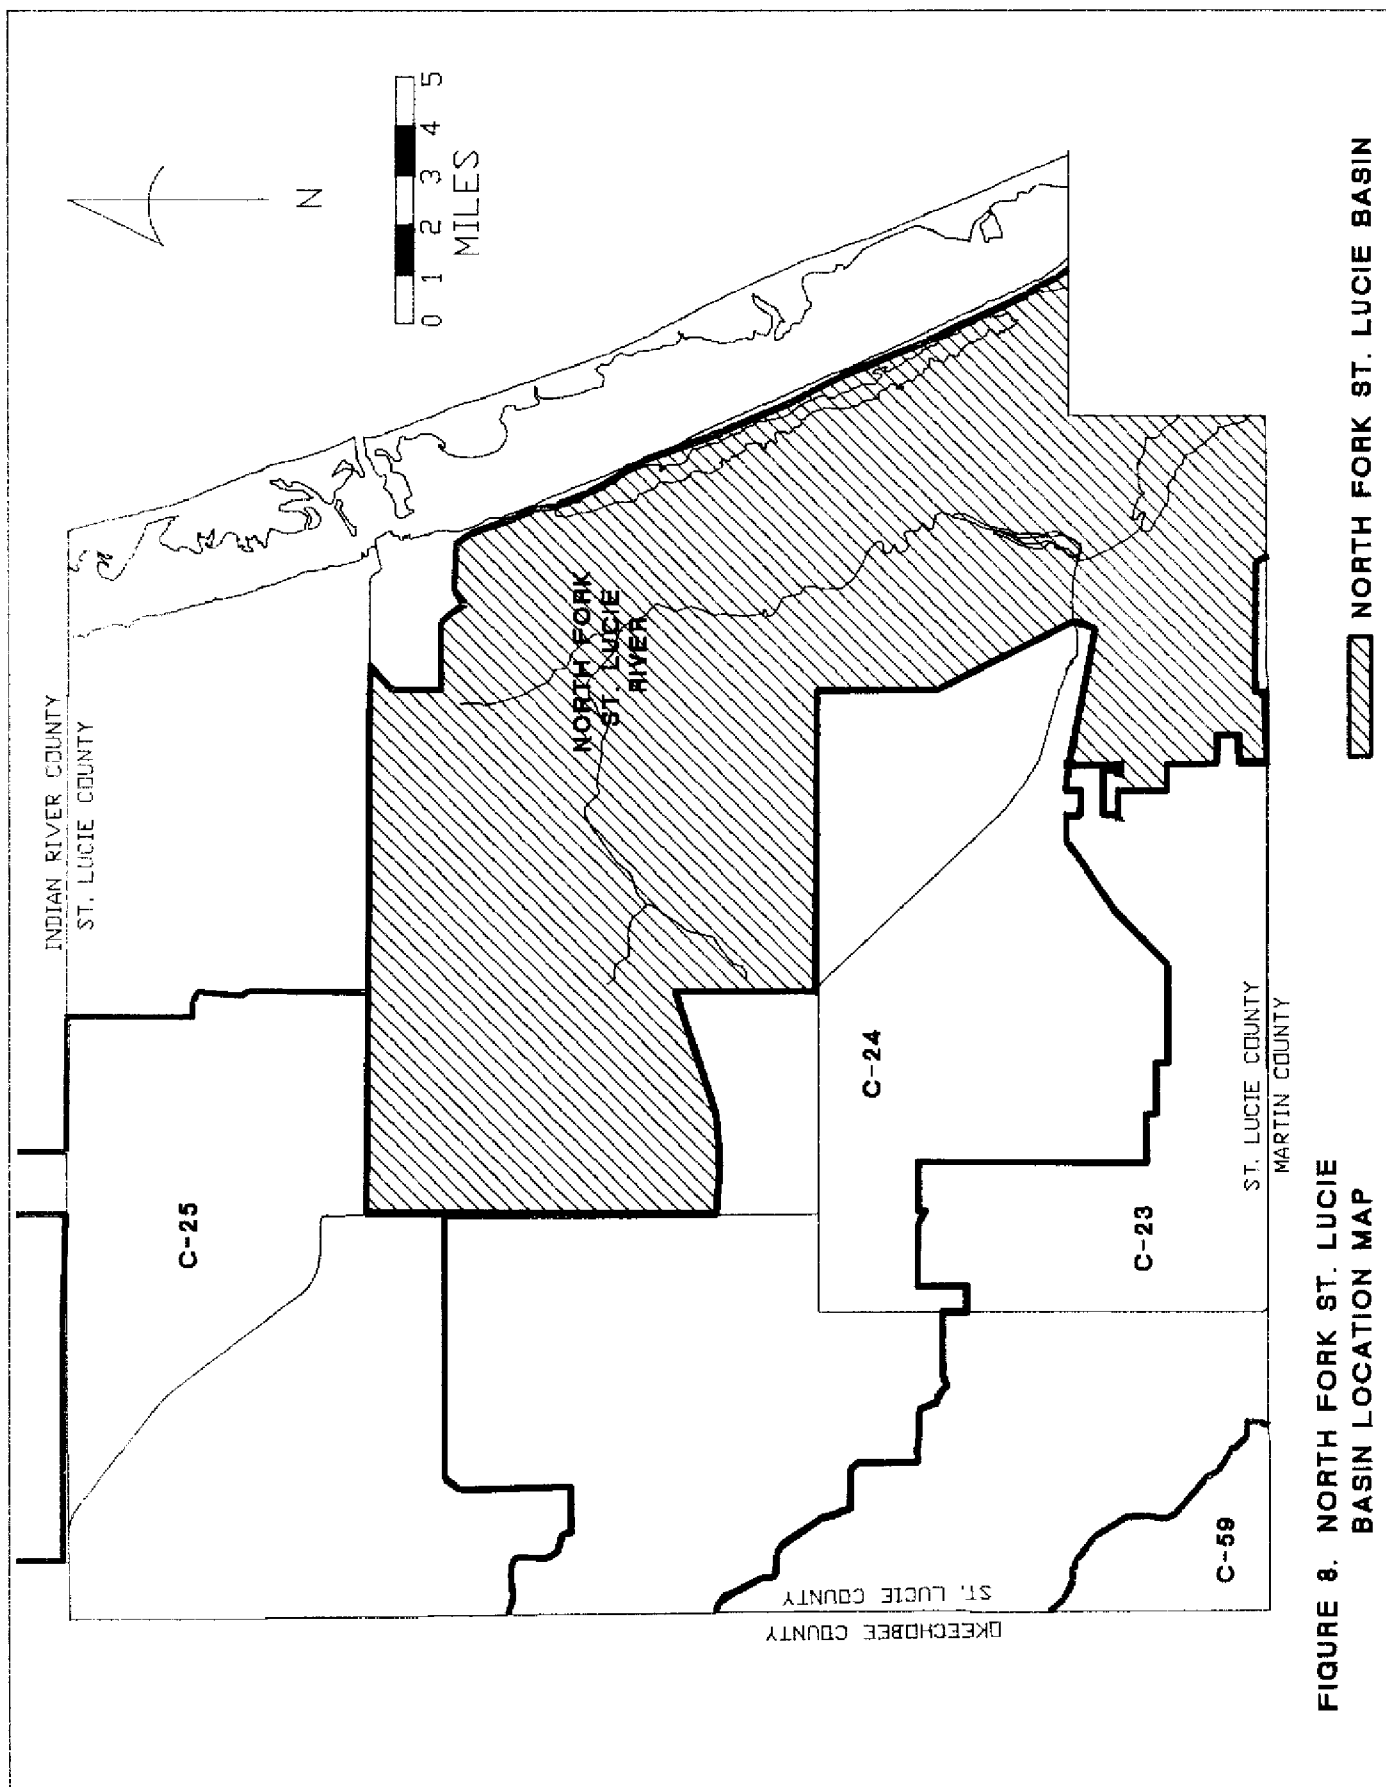 INDIAN RIVER COUNTY
ST. LUCIE COUNTY
N
0 1 2 3 4 5
MILES
C-25
NORTH FORK
ST. LUCIE
RIVER
C-24
C-23
C-59
OKEECHOBEE COUNTY
ST. LUCIE COUNTY
ST. LUCIE COUNTY
MARTIN COUNTY
FIGURE 8. NORTH FORK ST. LUCIE
BASIN LOCATION MAP
NORTH FORK ST. LUCIE BASIN